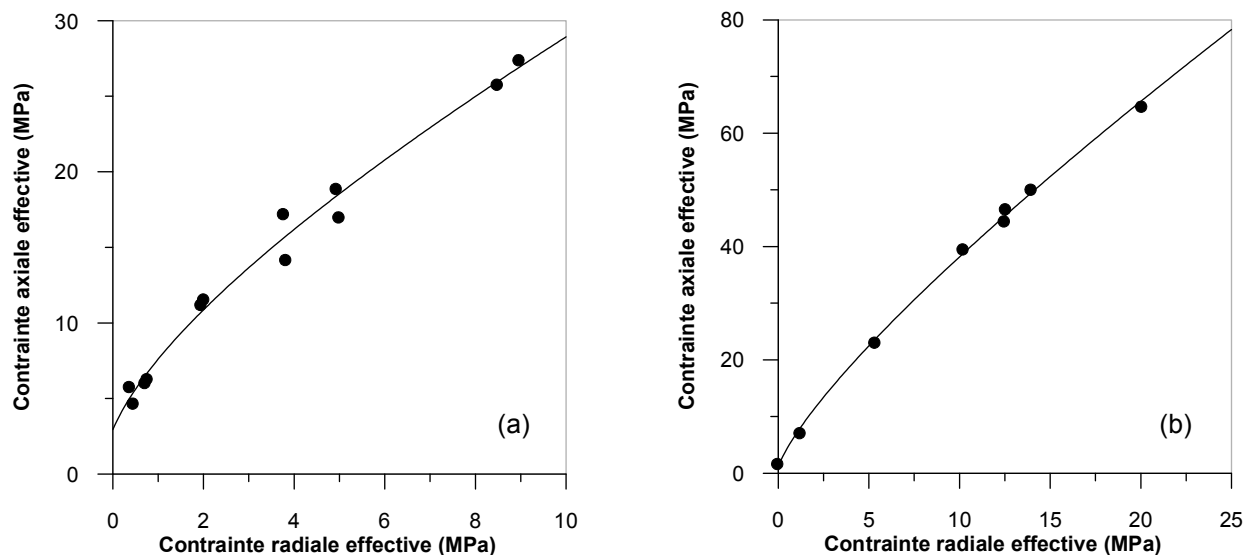 30
20
10
0
Contrainte axiale effective (MPa)
(a)
0 2 4 6 8 10
Contrainte radiale effective (MPa)
80
60
40
20
0
Contrainte axiale effective (MPa)
(b)
0 5 10 15 20 25
Contrainte radiale effective (MPa)